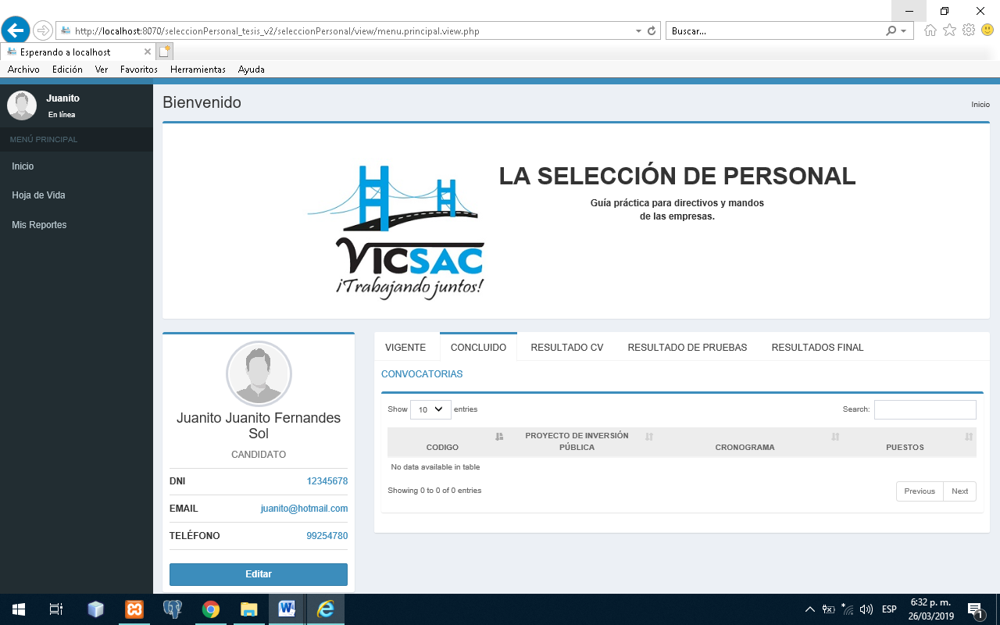 http://localhost:8070/seleccionPersonal_tesis_v2/seleccionPersonal/view/menu.principal.view.php
Buscar...
Esperando a localhost
Archivo Edición Ver Favoritos Herramientas Ayuda
Juanito
En línea
MENÚ PRINCIPAL
Inicio
Hoja de Vida
Mis Reportes
Bienvenido
Inicio
VICSAC
¡Trabajando juntos!
LA SELECCIÓN DE PERSONAL
Guía práctica para directivos y mandos
de las empresas.
Juanito Juanito Fernandes
Sol
CANDIDATO
DNI 12345678
EMAIL juanito@hotmail.com
TELÉFONO 99254780
Editar
VIGENTE CONCLUIDO RESULTADO CV RESULTADO DE PRUEBAS RESULTADOS FINAL
CONVOCATORIAS
Show 10 entries
Search:
CODIGO
PROYECTO DE INVERSIÓN
PÚBLICA
CRONOGRAMA
PUESTOS
No data available in table
Showing 0 to 0 of 0 entries
Previous Next
ESP
6:32 p. m.
26/03/2019
1